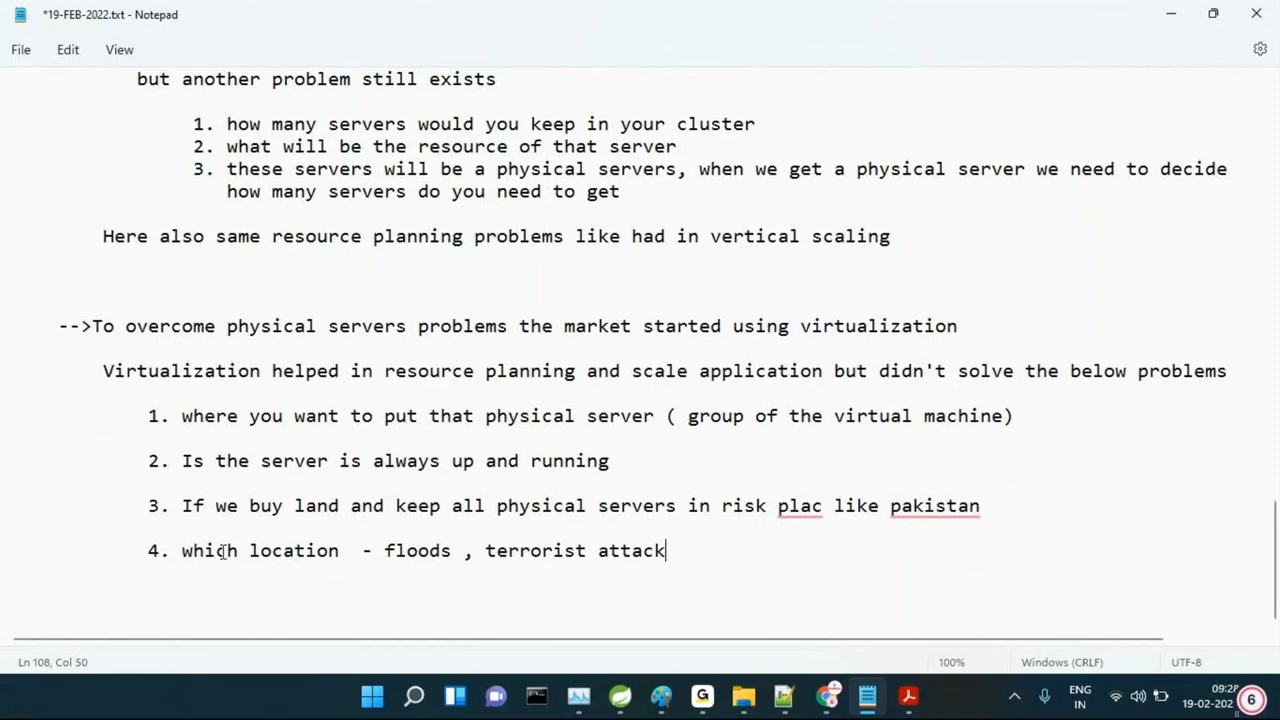 *19-FEB-2022.txt - Notepad
File Edit View
but another problem still exists
1. how many servers would you keep in your cluster
2. what will be the resource of that server
3. these servers will be a physical servers, when we get a physical server we need to decide
how many servers do you need to get
Here also same resource planning problems like had in vertical scaling
-->To overcome physical servers problems the market started using virtualization
Virtualization helped in resource planning and scale application but didn't solve the below problems
1. where you want to put that physical server ( group of the virtual machine)
2. Is the server is always up and running
3. If we buy land and keep all physical servers in risk plac like pakistan
4. which location - floods , terrorist attack
Ln 108, Col 50 100% Windows (CRLF) UTF-8
ENG 09:28
IN 19-02-202 6